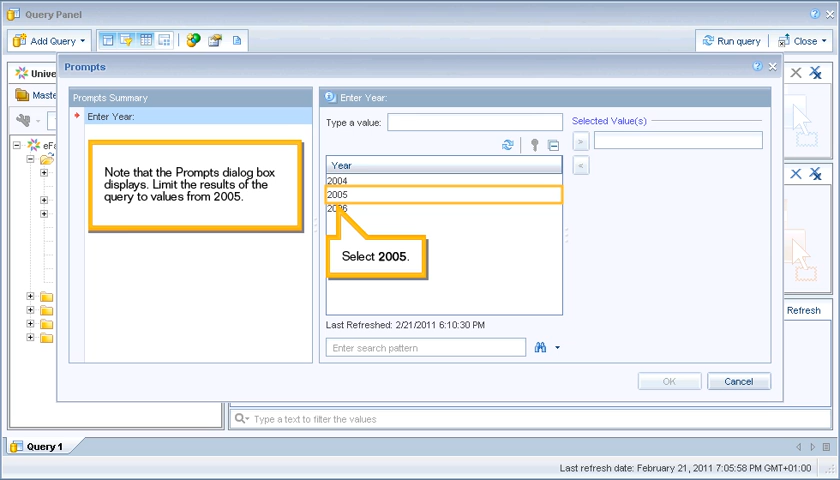 Query Panel
Add Query
Run query
Close
Prompts
Unive
Maste
eFa
Prompts Summary
Enter Year:
Note that the Prompts dialog box
displays. Limit the results of the
query to values from 2005.
Enter Year:
Type a value:
Selected Value(s)
>
<
Year
2004
2005
Select 2005.
Last Refreshed: 2/21/2011 6:10:30 PM
Enter search pattern
OK
Cancel
Refresh
Type a text to filter the values
Query 1
Last refresh date: February 21, 2011 7:05:58 PM GMT+01:00